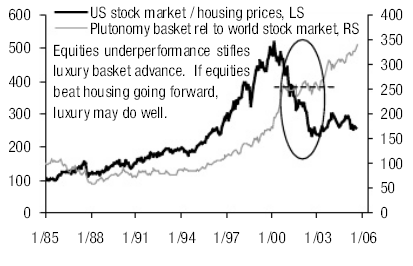 US stock market / housing prices, LS
Plutonomy basket rel to world stock market, RS
Equities underperformance stifles
luxury basket advance. If equities
beat housing going forward,
luxury may do well.
600
500
400
300
200
100
0
400
350
300
250
200
150
100
50
0
1/85 1/88 1/91 1/94 1/97 1/00 1/03 1/06